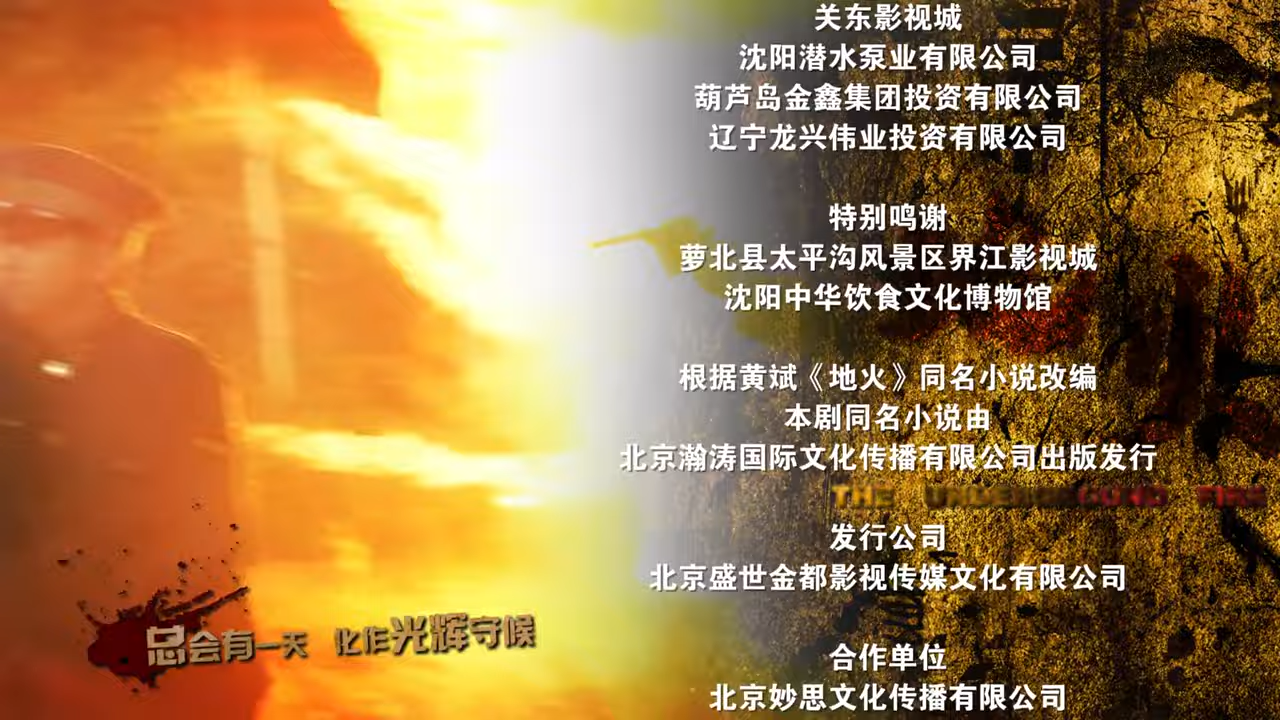 关东影视城
沈阳潜水泵业有限公司
葫芦岛金鑫集团投资有限公司
辽宁龙兴伟业投资有限公司
特别鸣谢
萝北县太平沟风景区界江影视城
沈阳中华饮食文化博物馆
根据黄斌《地火》同名小说改编
本剧同名小说由
北京瀚涛国际文化传播有限公司出版发行
THE UNDERGROUND FIRE
发行公司
北京盛世金都影视传媒文化有限公司
合作单位
北京妙思文化传播有限公司
总会有一天 化作光辉守候